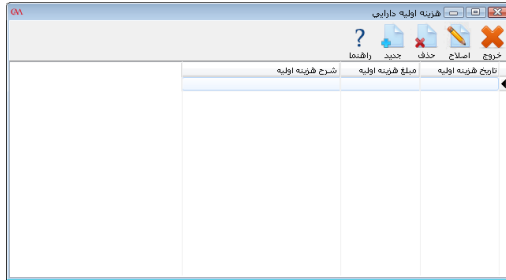 هزینه اولیه دارایی
خروج اصلاح حذف جدید راهنما
تاریخ هزینه اولیه مبلغ هزینه اولیه شرح هزینه اولیه